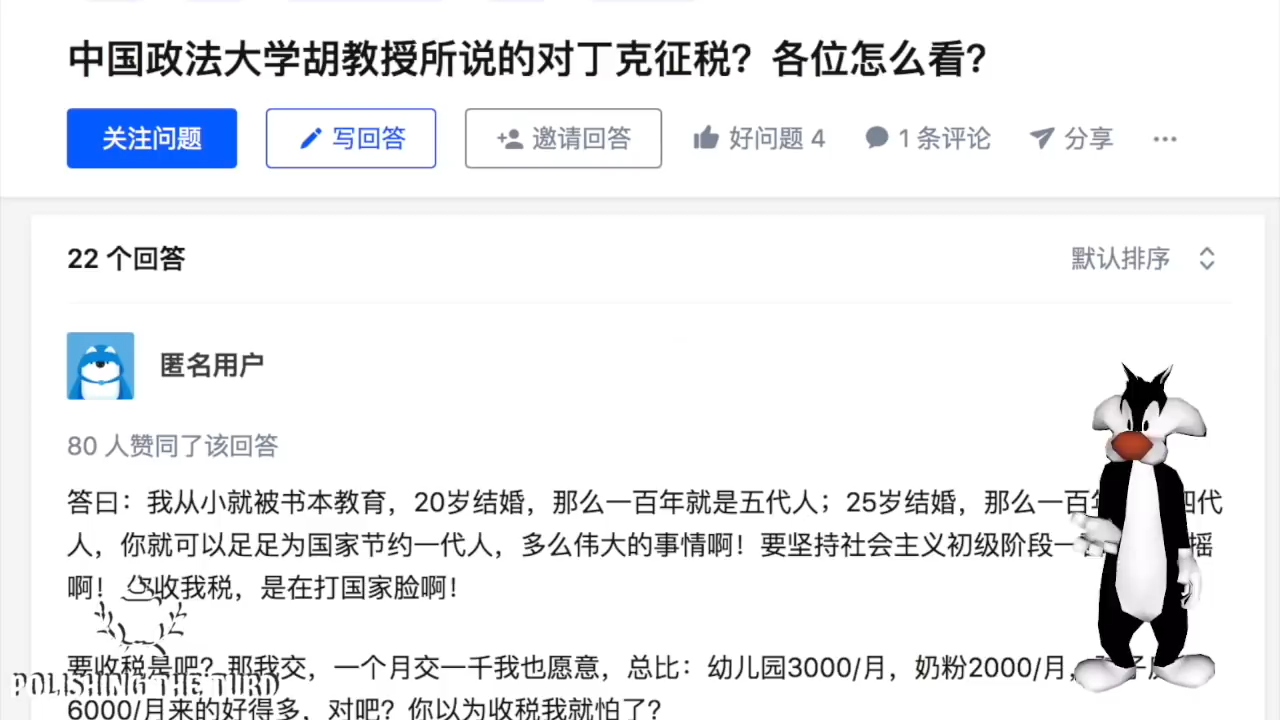 中国政法大学胡教授所说的对丁克征税？各位怎么看？
关注问题
写回答
邀请回答
好问题 4
1 条评论
分享
22 个回答
默认排序
匿名用户
80 人赞同了该回答
答曰：我从小就被书本教育，20岁结婚，那么一百年就是五代人；25岁结婚，那么一百 四代
人，你就可以足足为国家节约一代人，多么伟大的事情啊！要坚持社会主义初级阶段一 摇
啊！ 收我税，是在打国家脸啊！
要收税是吧？那我交，一个月交一千我也愿意，总比：幼儿园3000/月，奶粉2000/月，
POLISHING THE TURD
6000/月来的好得多，对吧？你以为收税我就怕了？